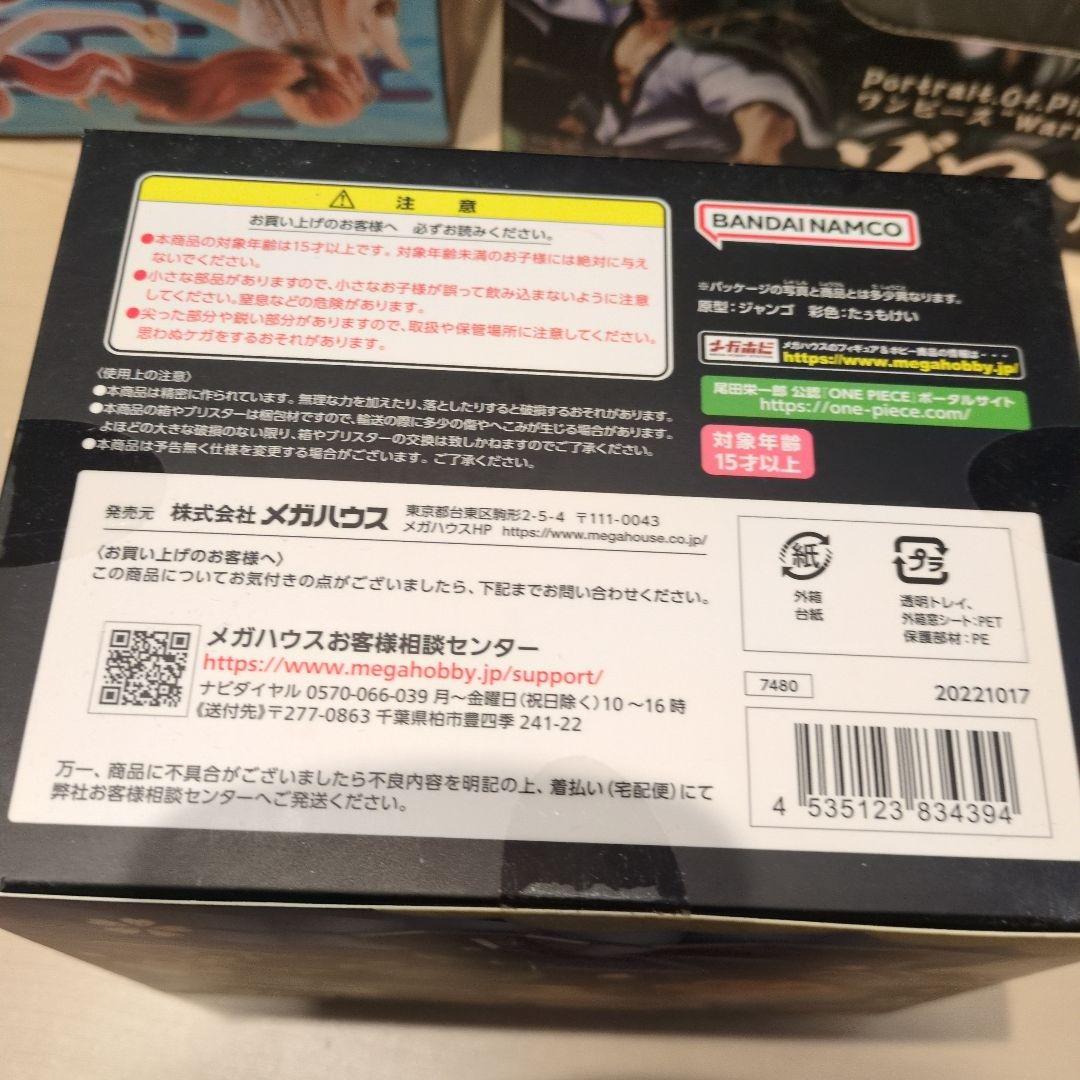 Portrait.Of.Pi
ワンピース "Warr
注 意
お買い上げのお客様へ 必ずお読みください。
●本商品の対象年齢は15才以上です。対象年齢未満のお子様には絶対に与え
ないでください。
●小さな部品がありますので、小さなお子様が誤って飲み込まないように注意
してください。窒息などの危険があります。
●尖った部分や鋭い部分がありますので、取扱や保管場所に注意してください。
思わぬケガをするおそれがあります。
〈使用上の注意〉
●本商品は精密に作られています。無理な力を加えたり、落としたりすると破損するおそれがあります。
●本商品の箱やブリスターは梱包材ですので、輸送の際に多少の傷やへこみが生じる場合があります。
よほどの大きな破損のない限り、箱やブリスターの交換は致しかねますのでご了承ください。
●本商品は予告無く仕様を変更する場合がございます。ご了承ください。
BANDAI NAMCO
※パッケージの写真と商品とは多少異なります。
原型：ジャンゴ 彩色：たぅもけい
メガホビ メガハウスのフィギュア&ホビー商品の情報は・・・
https://www.megahobby.jp/
尾田栄一郎 公認「ONE PIECE」ポータルサイト
https://one-piece.com/
対象年齢
15才以上
発売元 株式会社 メガハウス 東京都台東区駒形2-5-4 〒111-0043
メガハウスHP https://www.megahouse.co.jp/
〈お買い上げのお客様へ〉
この商品についてお気付きの点がございましたら、下記までお問い合わせください。
メガハウスお客様相談センター
https://www.megahobby.jp/support/
ナビダイヤル 0570-066-039 月～金曜日（祝日除く）10～16時
《送付先》〒277-0863 千葉県柏市豊四季 241-22
万一、商品に不具合がございましたら不良内容を明記の上、着払い（宅配便）にて
弊社お客様相談センターへご発送ください。
紙
外箱
台紙
プラ
透明トレイ、
外箱窓シート：PET
保護部材：PE
7480
20221017
4 535123 834394